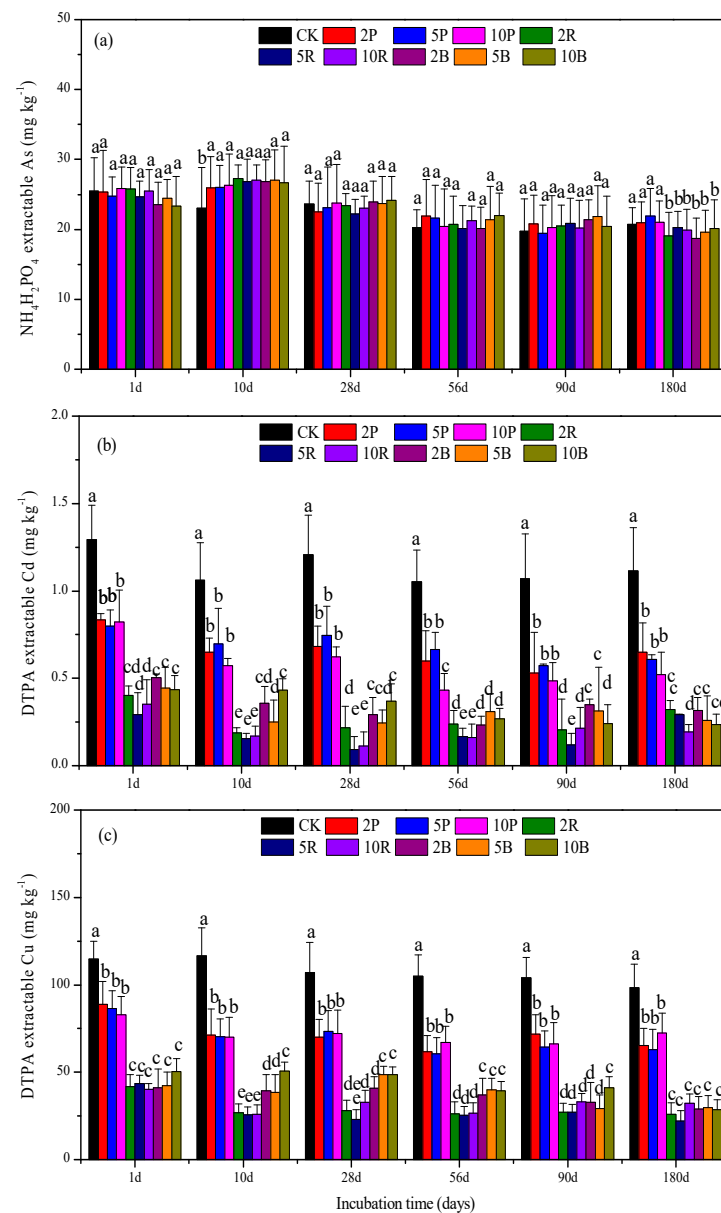 (a)
CK 2P 5P 10P 2R
5R 10R 2B 5B 10B
NH₄H₂PO₄ extractable As (mg kg⁻¹)
50
40
30
20
10
0
a a a a a a a a a a
b a a a a a a a a a
a a a a a a a a a a
a a a a a a a a a a
a a a a a a a a a a
a a a a b b b b b b
1d 10d 28d 56d 90d 180d
(b)
CK 2P 5P 10P 2R
5R 10R 2B 5B 10B
DTPA extractable Cd (mg kg⁻¹)
2.0
1.5
1.0
0.5
0.0
a b b b
a b b b e e e
a b b b d e e d cd c
a b b c d e e d d d
a b b b d e d c c d
a b b b c
1d 10d 28d 56d 90d 180d
(c)
CK 2P 5P 10P 2R
5R 10R 2B 5B 10B
DTPA extractable Cu (mg kg⁻¹)
200
150
100
50
0
a b b b c c c c c c
a b b b e e e d d c
a b b b d e d d c c
a b b b d d d c c c
a b b b d d d d d c
a b b b c c c c c c
1d 10d 28d 56d 90d 180d
Incubation time (days)